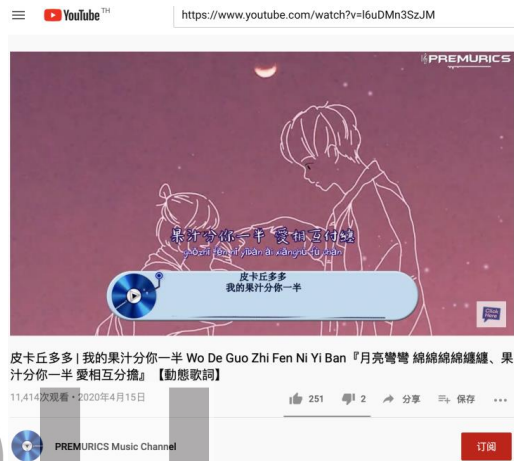 YouTube TH
https://www.youtube.com/watch?v=l6uDMn3SzJM
PREMURICS
果汁分你一半 愛相互付纏
皮卡丘多多
我的果汁分你一半
Click
Here
皮卡丘多多 | 我的果汁分你一半 Wo De Guo Zhi Fen Ni Yi Ban『月亮彎彎 綿綿綿綿纏纏、果
汁分你一半 愛相互分擔』【動態歌詞】
11,414次观看 • 2020年4月15日
251
2
分享
保存
PREMURICS Music Channel
订阅